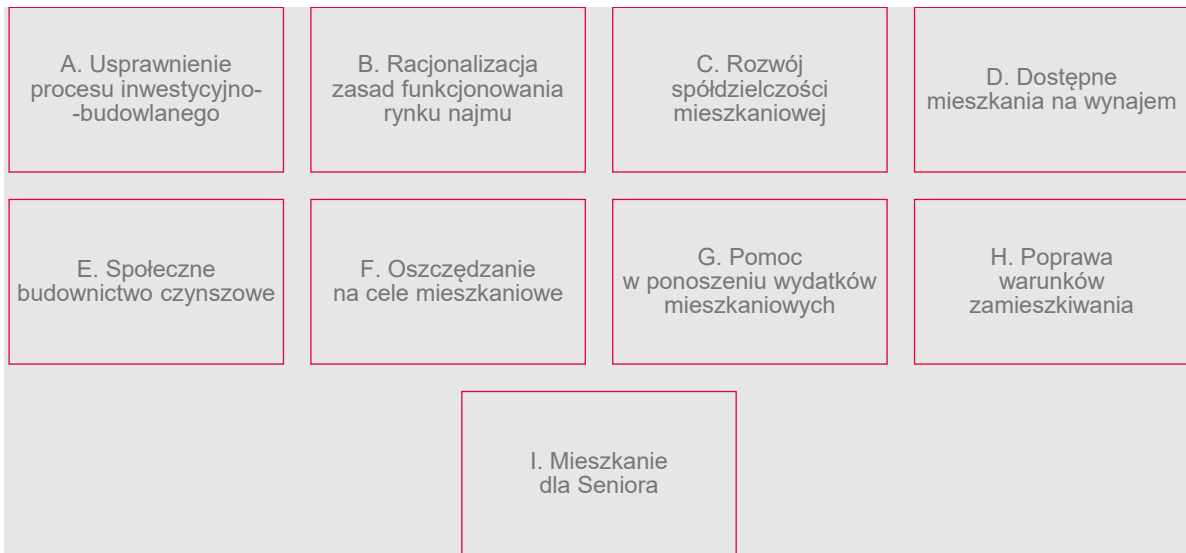 A. Usprawnienie
procesu inwestycyjno-
-budowlanego
B. Racjonalizacja
zasad funkcjonowania
rynku najmu
C. Rozwój
spółdzielczości
mieszkaniowej
D. Dostępne
mieszkania na wynajem
E. Społeczne
budownictwo czynszowe
F. Oszczędzanie
na cele mieszkaniowe
G. Pomoc
w ponoszeniu wydatków
mieszkaniowych
H. Poprawa
warunków
zamieszkiwania
I. Mieszkanie
dla Seniora